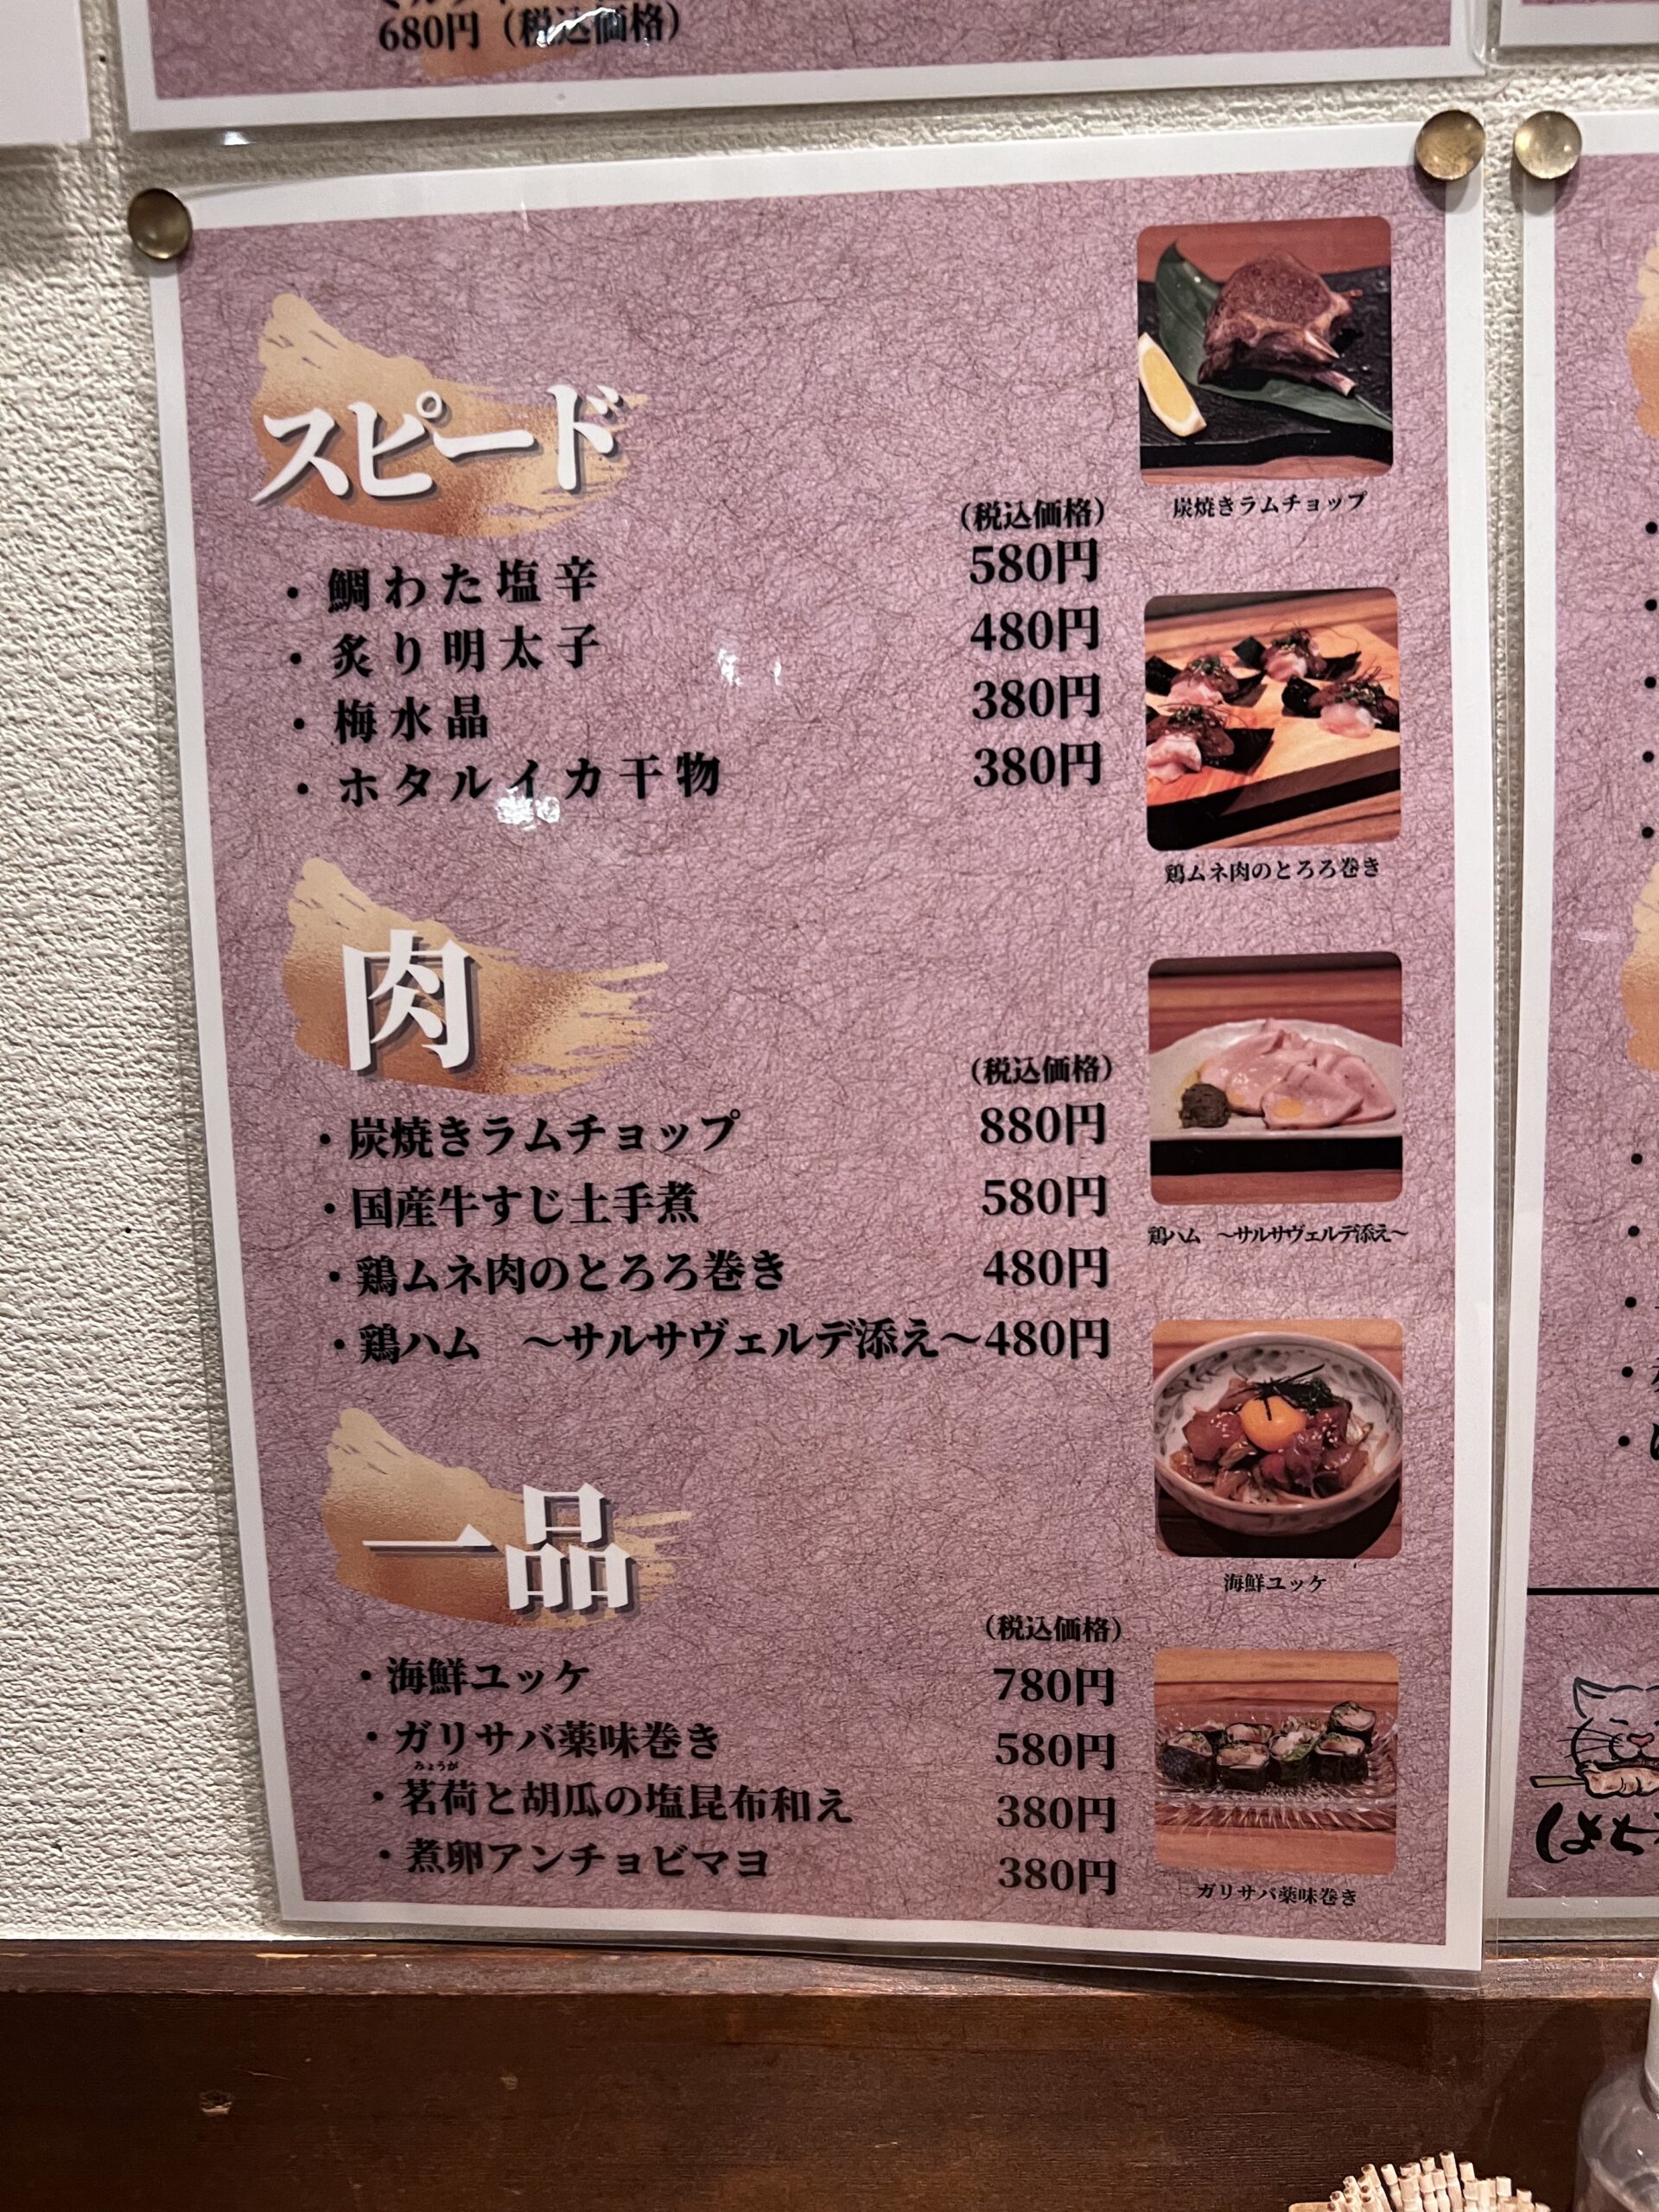 680円（税込価格）
スピード
（税込価格）
・鯛わた塩辛 580円
・炙り明太子 480円
・梅水晶 380円
・ホタルイカ干物 380円
肉
（税込価格）
・炭焼きラムチョップ 880円
・国産牛すじ土手煮 580円
・鶏ムネ肉のとろろ巻き 480円
・鶏ハム　～サルサヴェルデ添え～480円
一品
（税込価格）
・海鮮ユッケ 780円
・ガリサバ薬味巻き 580円
みょうが
・茗荷と胡瓜の塩昆布和え 380円
・煮卵アンチョビマヨ 380円
炭焼きラムチョップ
鶏ムネ肉のとろろ巻き
鶏ハム　～サルサヴェルデ添え～
海鮮ユッケ
ガリサバ薬味巻き